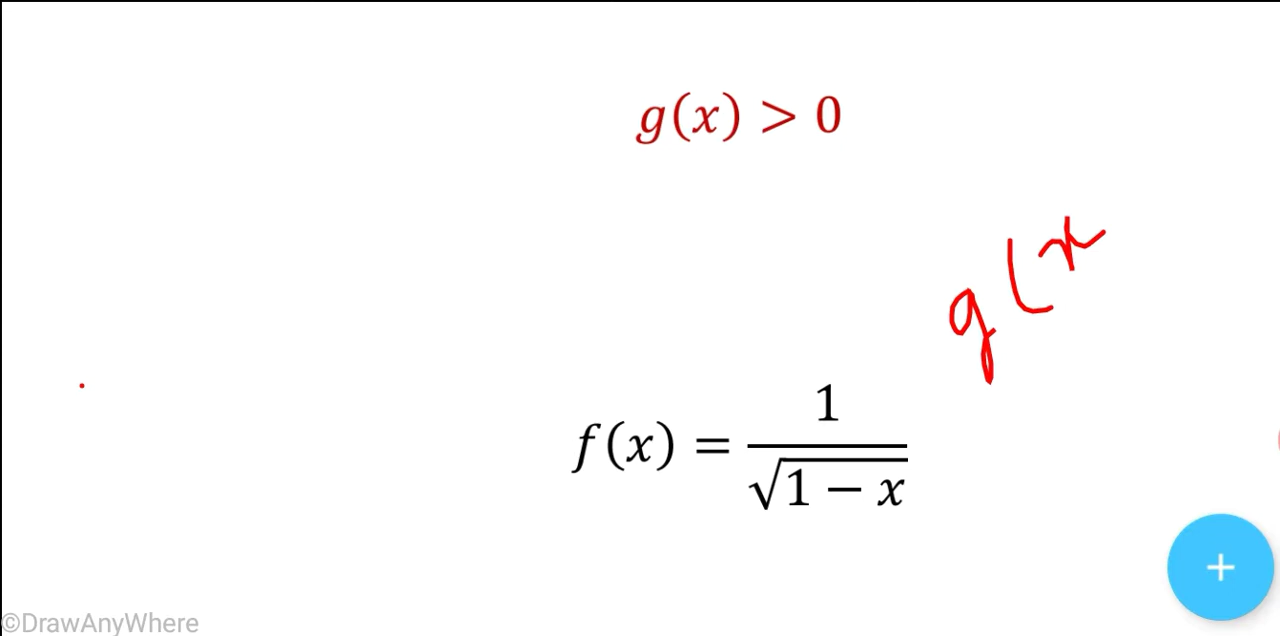 g(x) > 0
g(x
f(x) = 1/√(1 − x)
+
©DrawAnyWhere